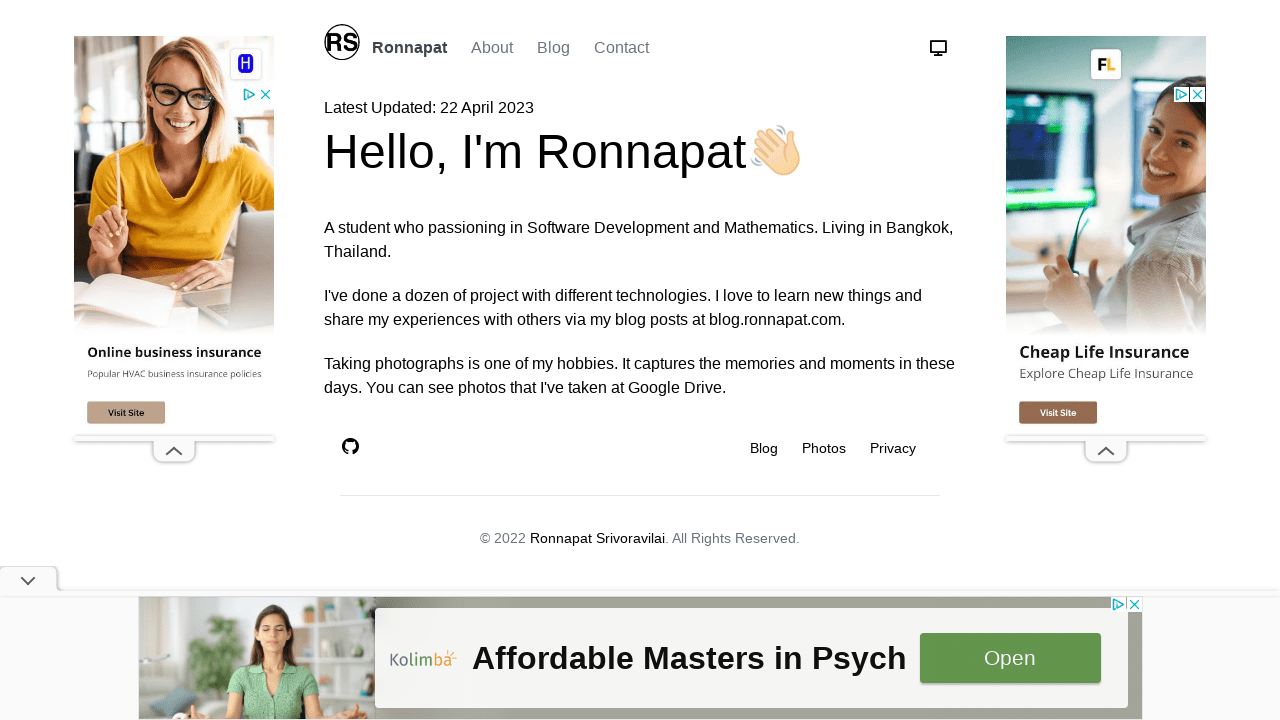 RS Ronnapat About Blog Contact
Latest Updated: 22 April 2023
Hello, I'm Ronnapat👋🏻
A student who passioning in Software Development and Mathematics. Living in Bangkok,
Thailand.
I've done a dozen of project with different technologies. I love to learn new things and
share my experiences with others via my blog posts at blog.ronnapat.com.
Taking photographs is one of my hobbies. It captures the memories and moments in these
days. You can see photos that I've taken at Google Drive.
Blog Photos Privacy
© 2022 Ronnapat Srivoravilai. All Rights Reserved.
H
Online business insurance
Popular HVAC business insurance policies
Visit Site
FL
Cheap Life Insurance
Explore Cheap Life Insurance
Visit Site
Kolimba
Affordable Masters in Psych
Open